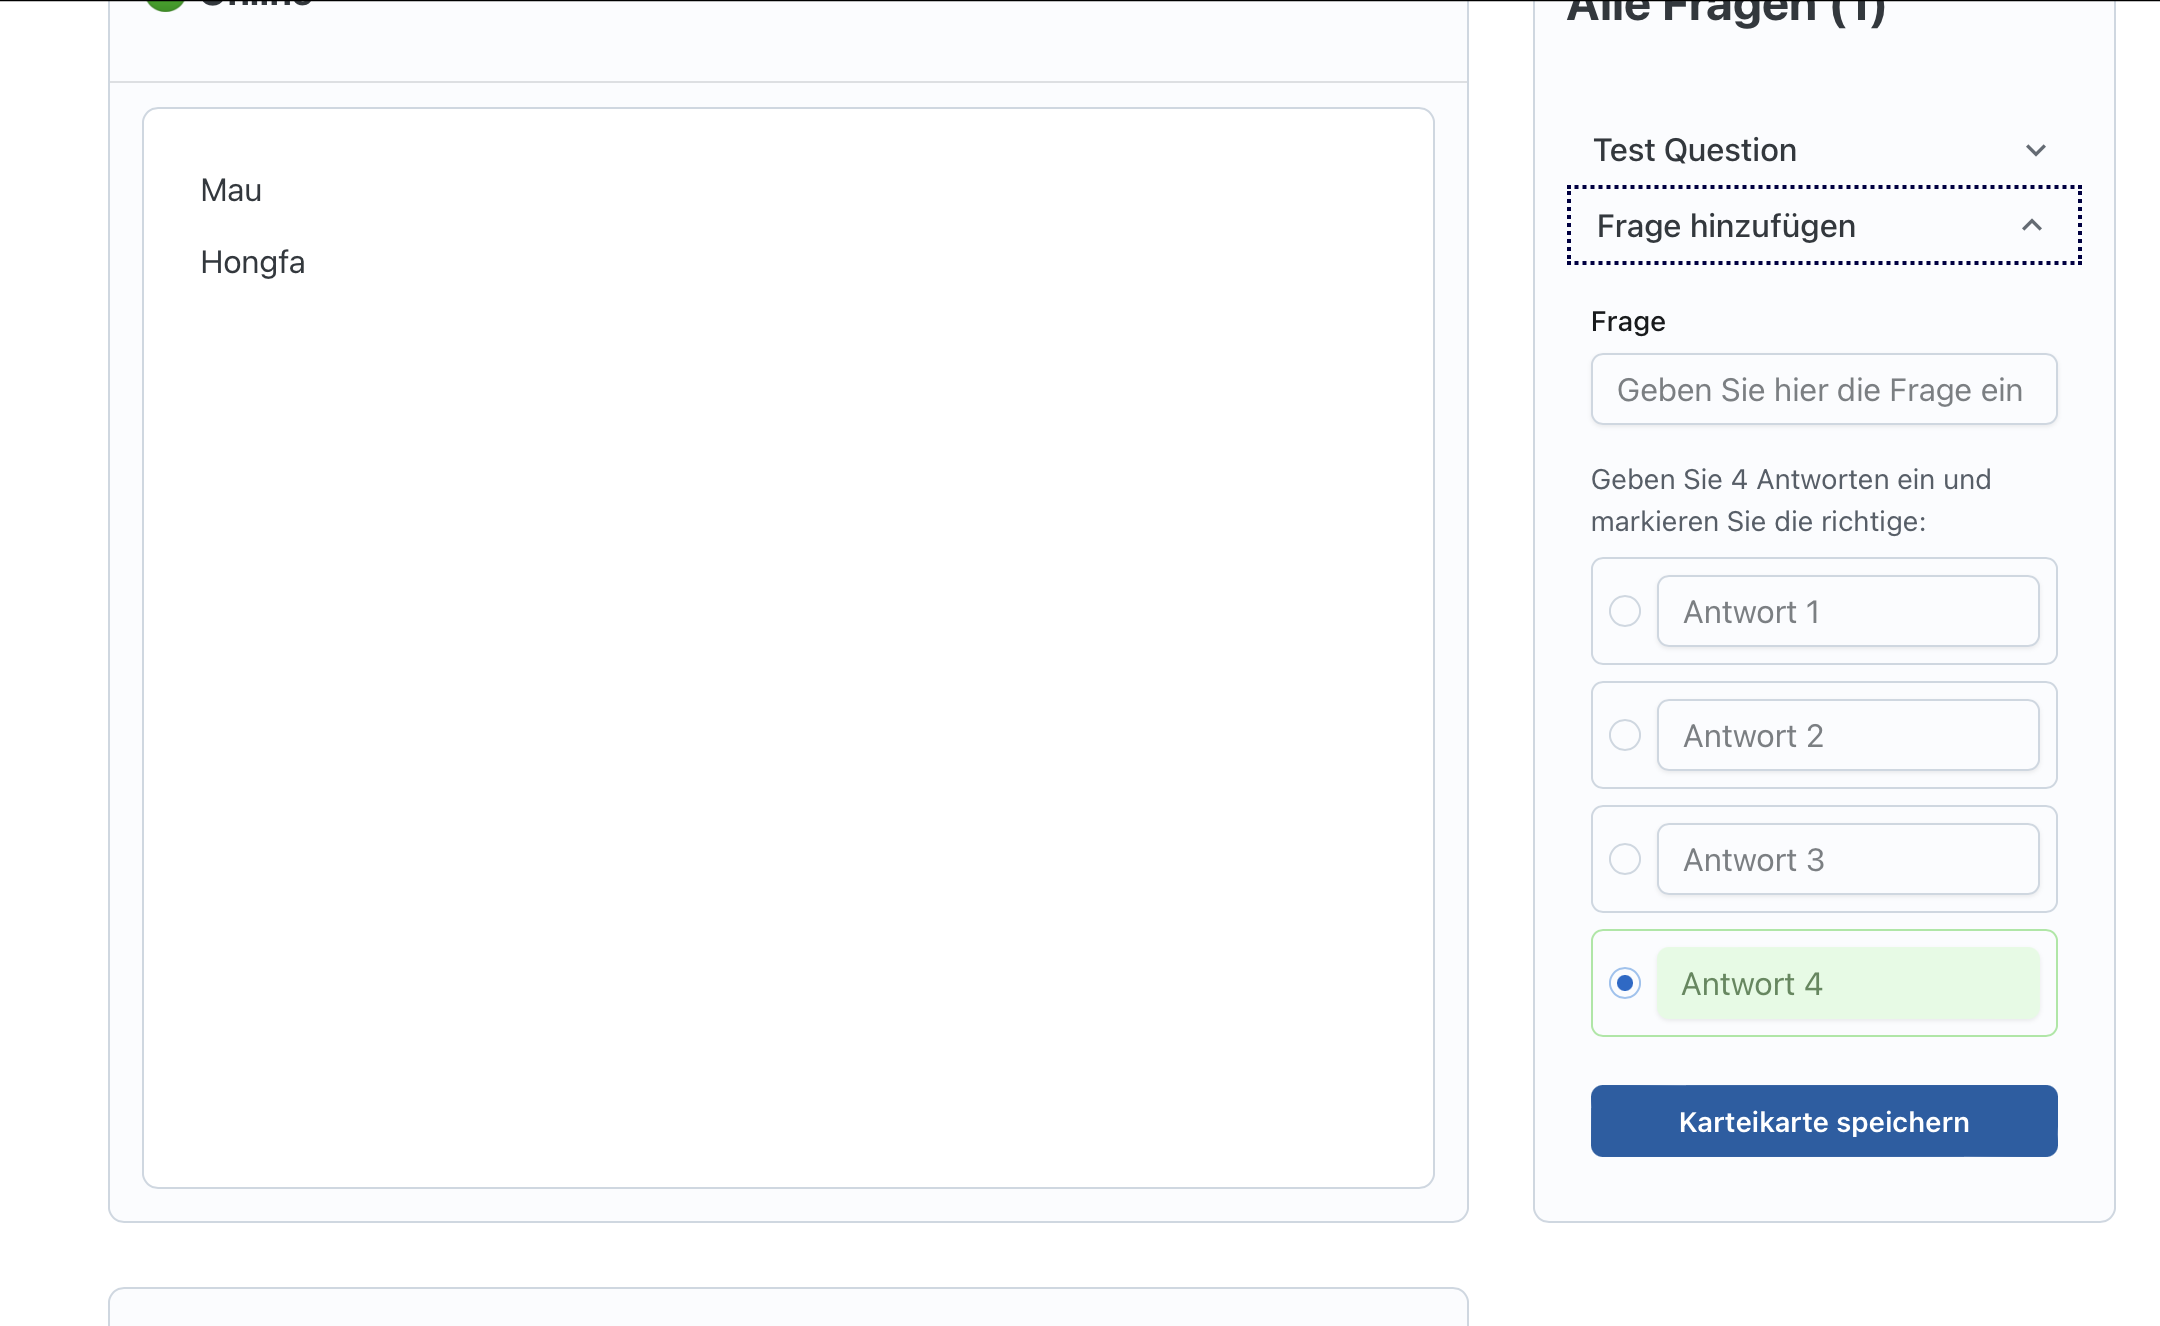 Online
Mau
Hongfa
Alle Fragen (1)
Test Question
Frage hinzufügen
Frage
Geben Sie hier die Frage ein
Geben Sie 4 Antworten ein und
markieren Sie die richtige:
Antwort 1
Antwort 2
Antwort 3
Antwort 4
Karteikarte speichern